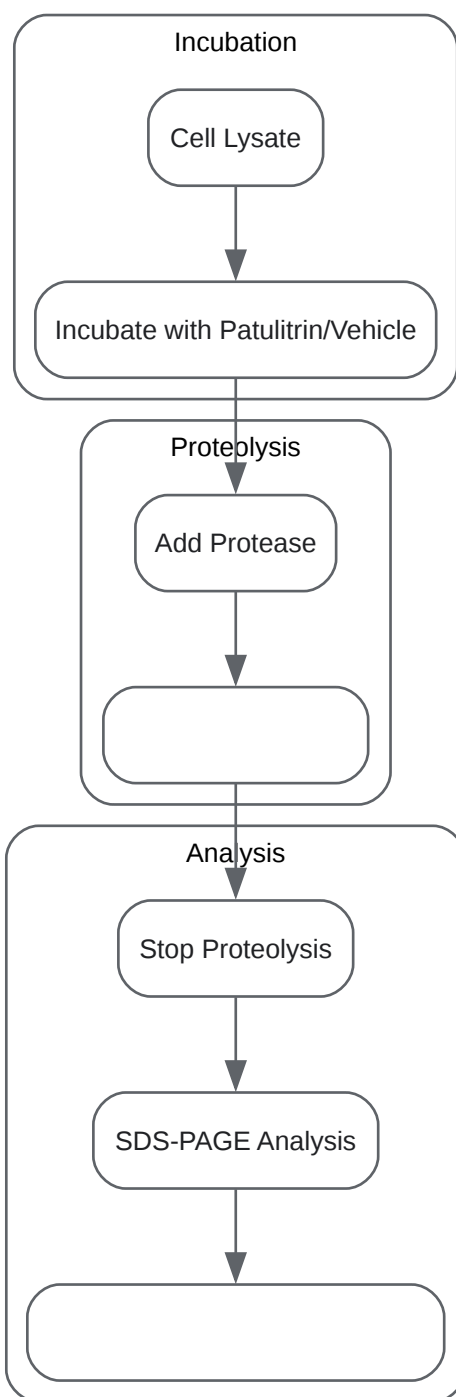 Incubation
Cell Lysate
Incubate with Patulitrin/Vehicle
Proteolysis
Add Protease
Analysis
Stop Proteolysis
SDS-PAGE Analysis